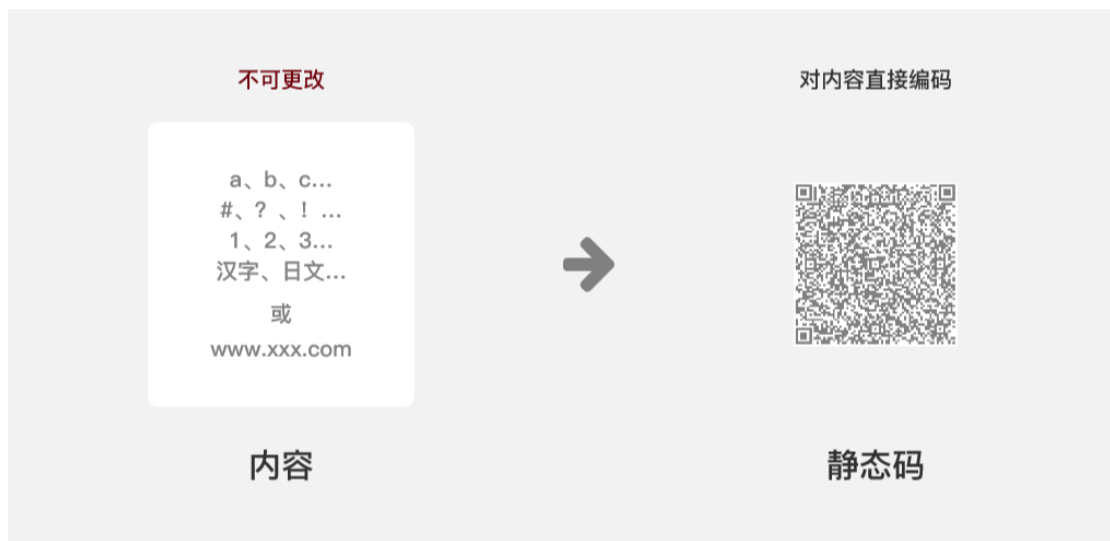 不可更改
对内容直接编码
a、b、c...
#、？、！...
1、2、3...
汉字、日文...
或
www.xxx.com
内容
静态码